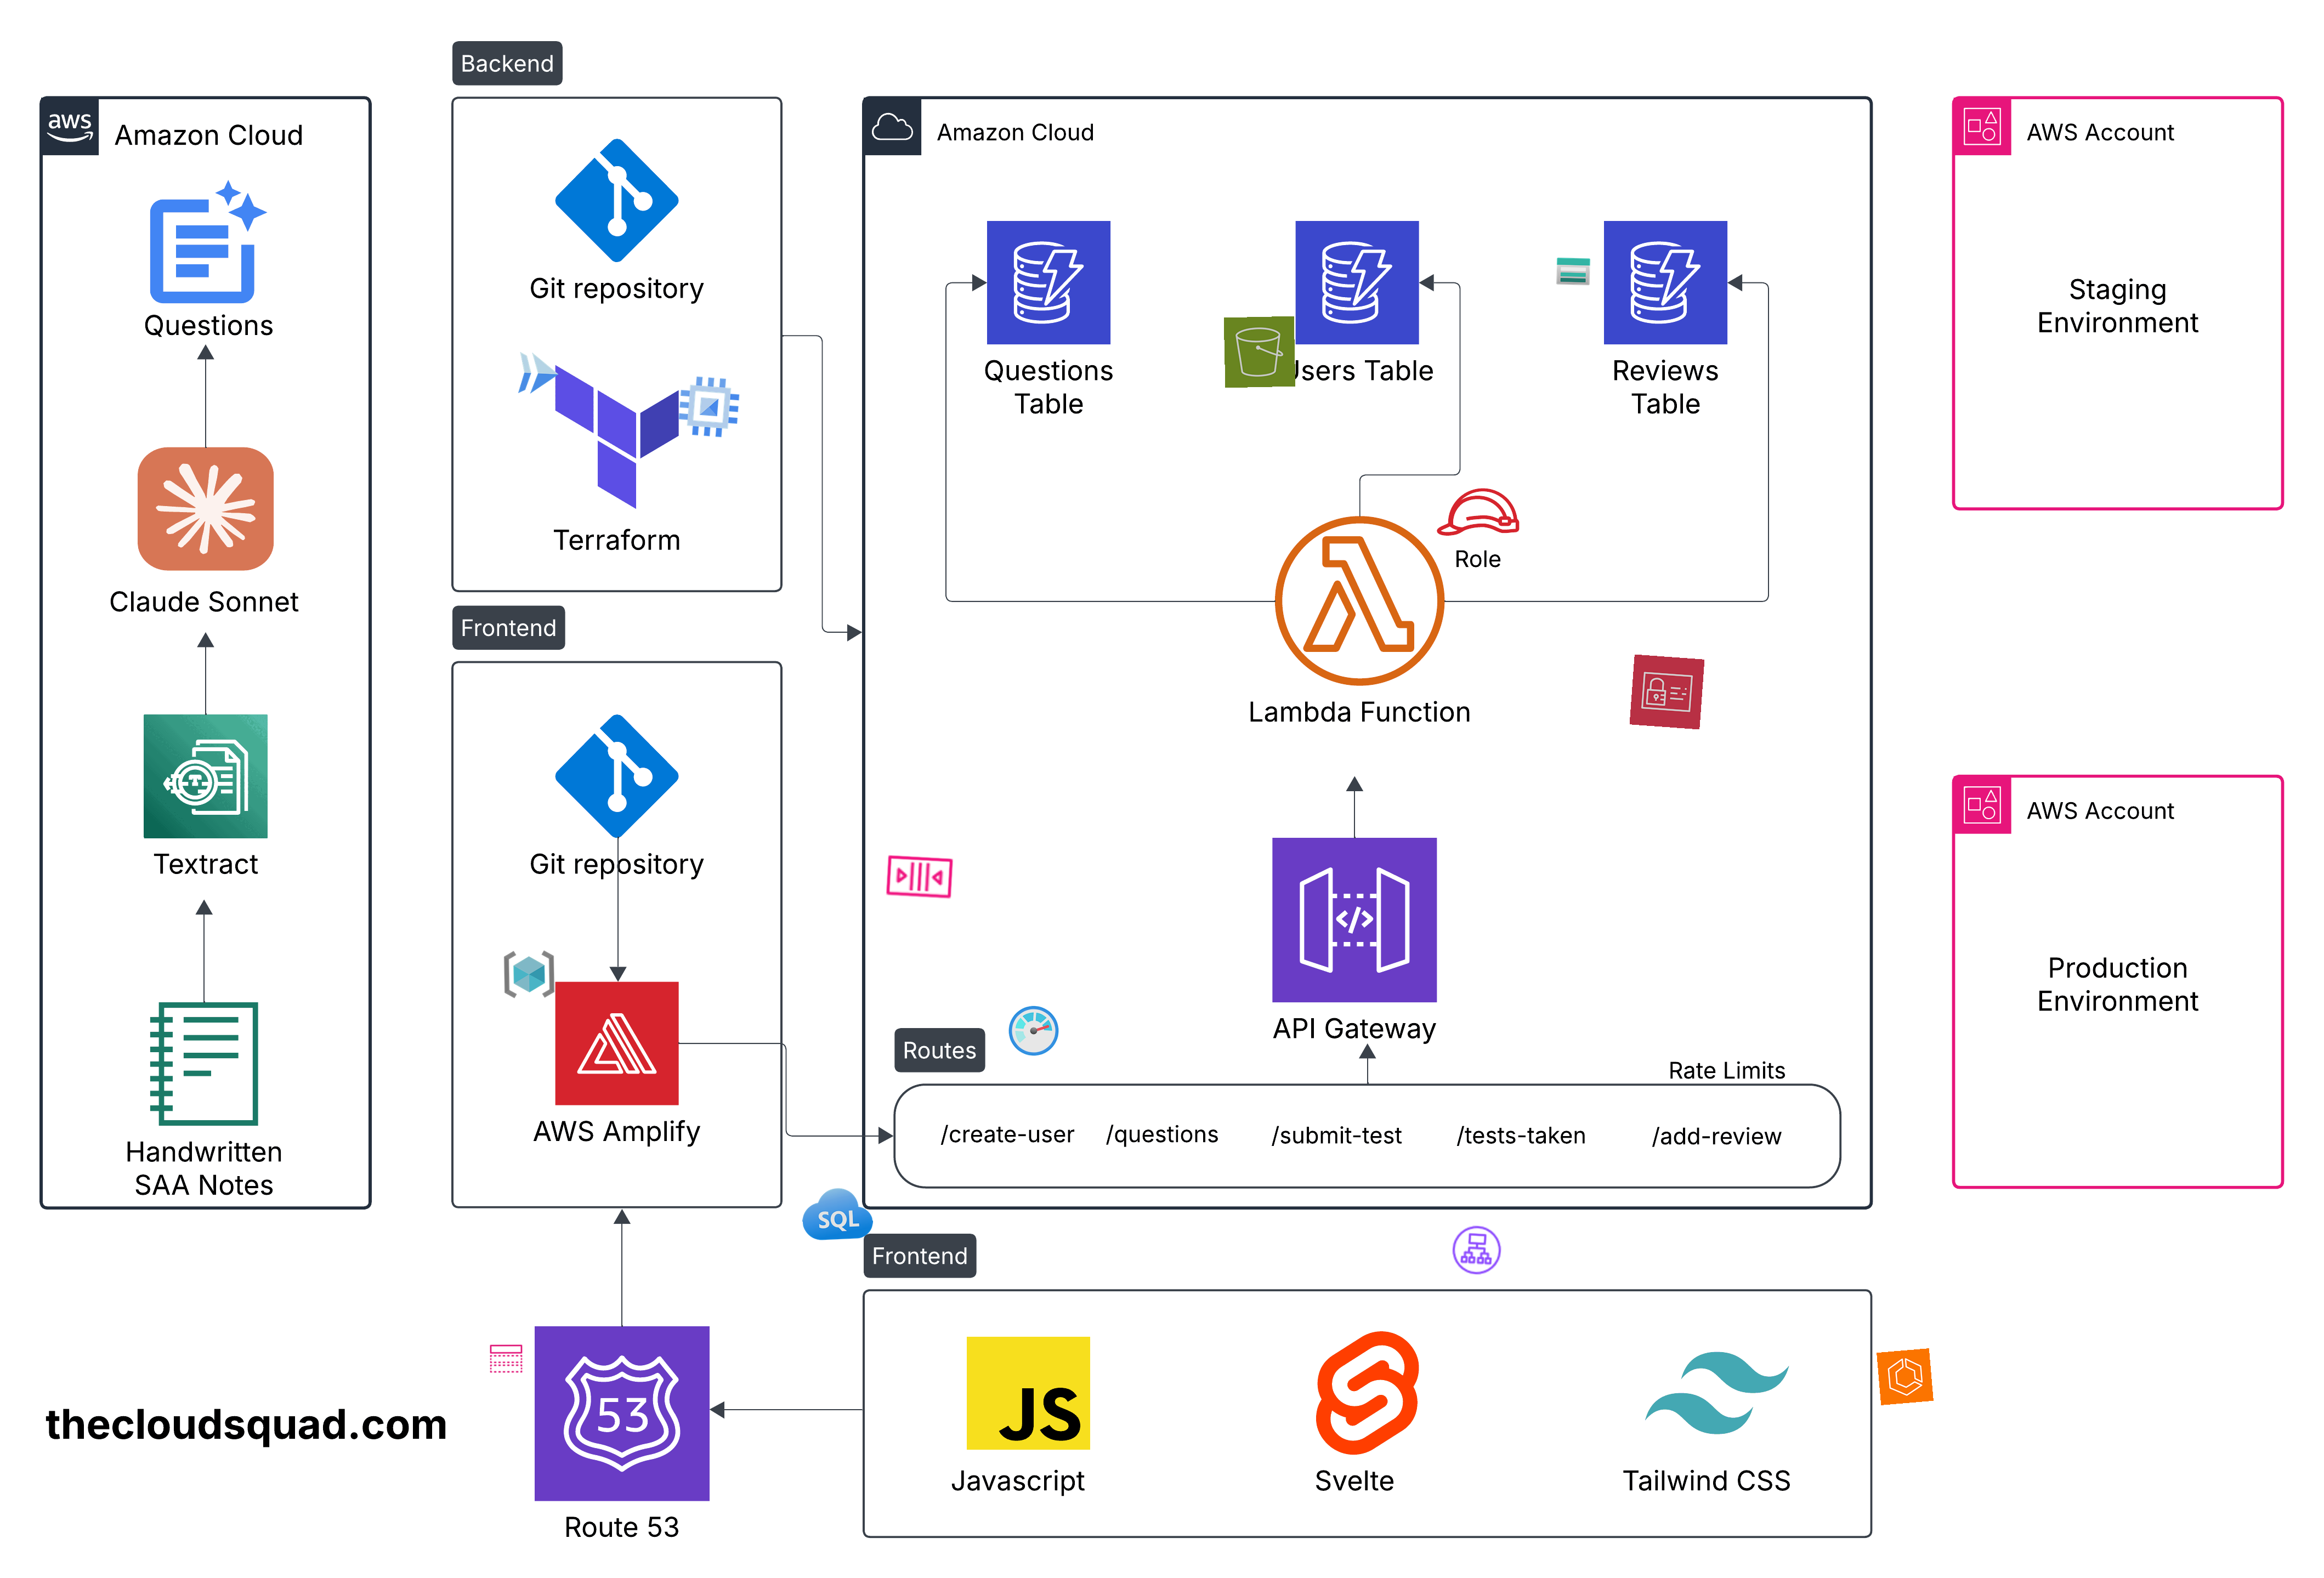 Backend
aws
Amazon Cloud
Questions
Claude Sonnet
Textract
Handwritten
SAA Notes
Git repository
Terraform
Frontend
Git repository
AWS Amplify
Amazon Cloud
Questions
Table
sers Table
Reviews
Table
Role
Lambda Function
API Gateway
Routes
Rate Limits
/create-user
/questions
/submit-test
/tests-taken
/add-review
AWS Account
Staging
Environment
AWS Account
Production
Environment
SQL
Frontend
JS
Javascript
Svelte
Tailwind CSS
53
Route 53
thecloudsquad.com